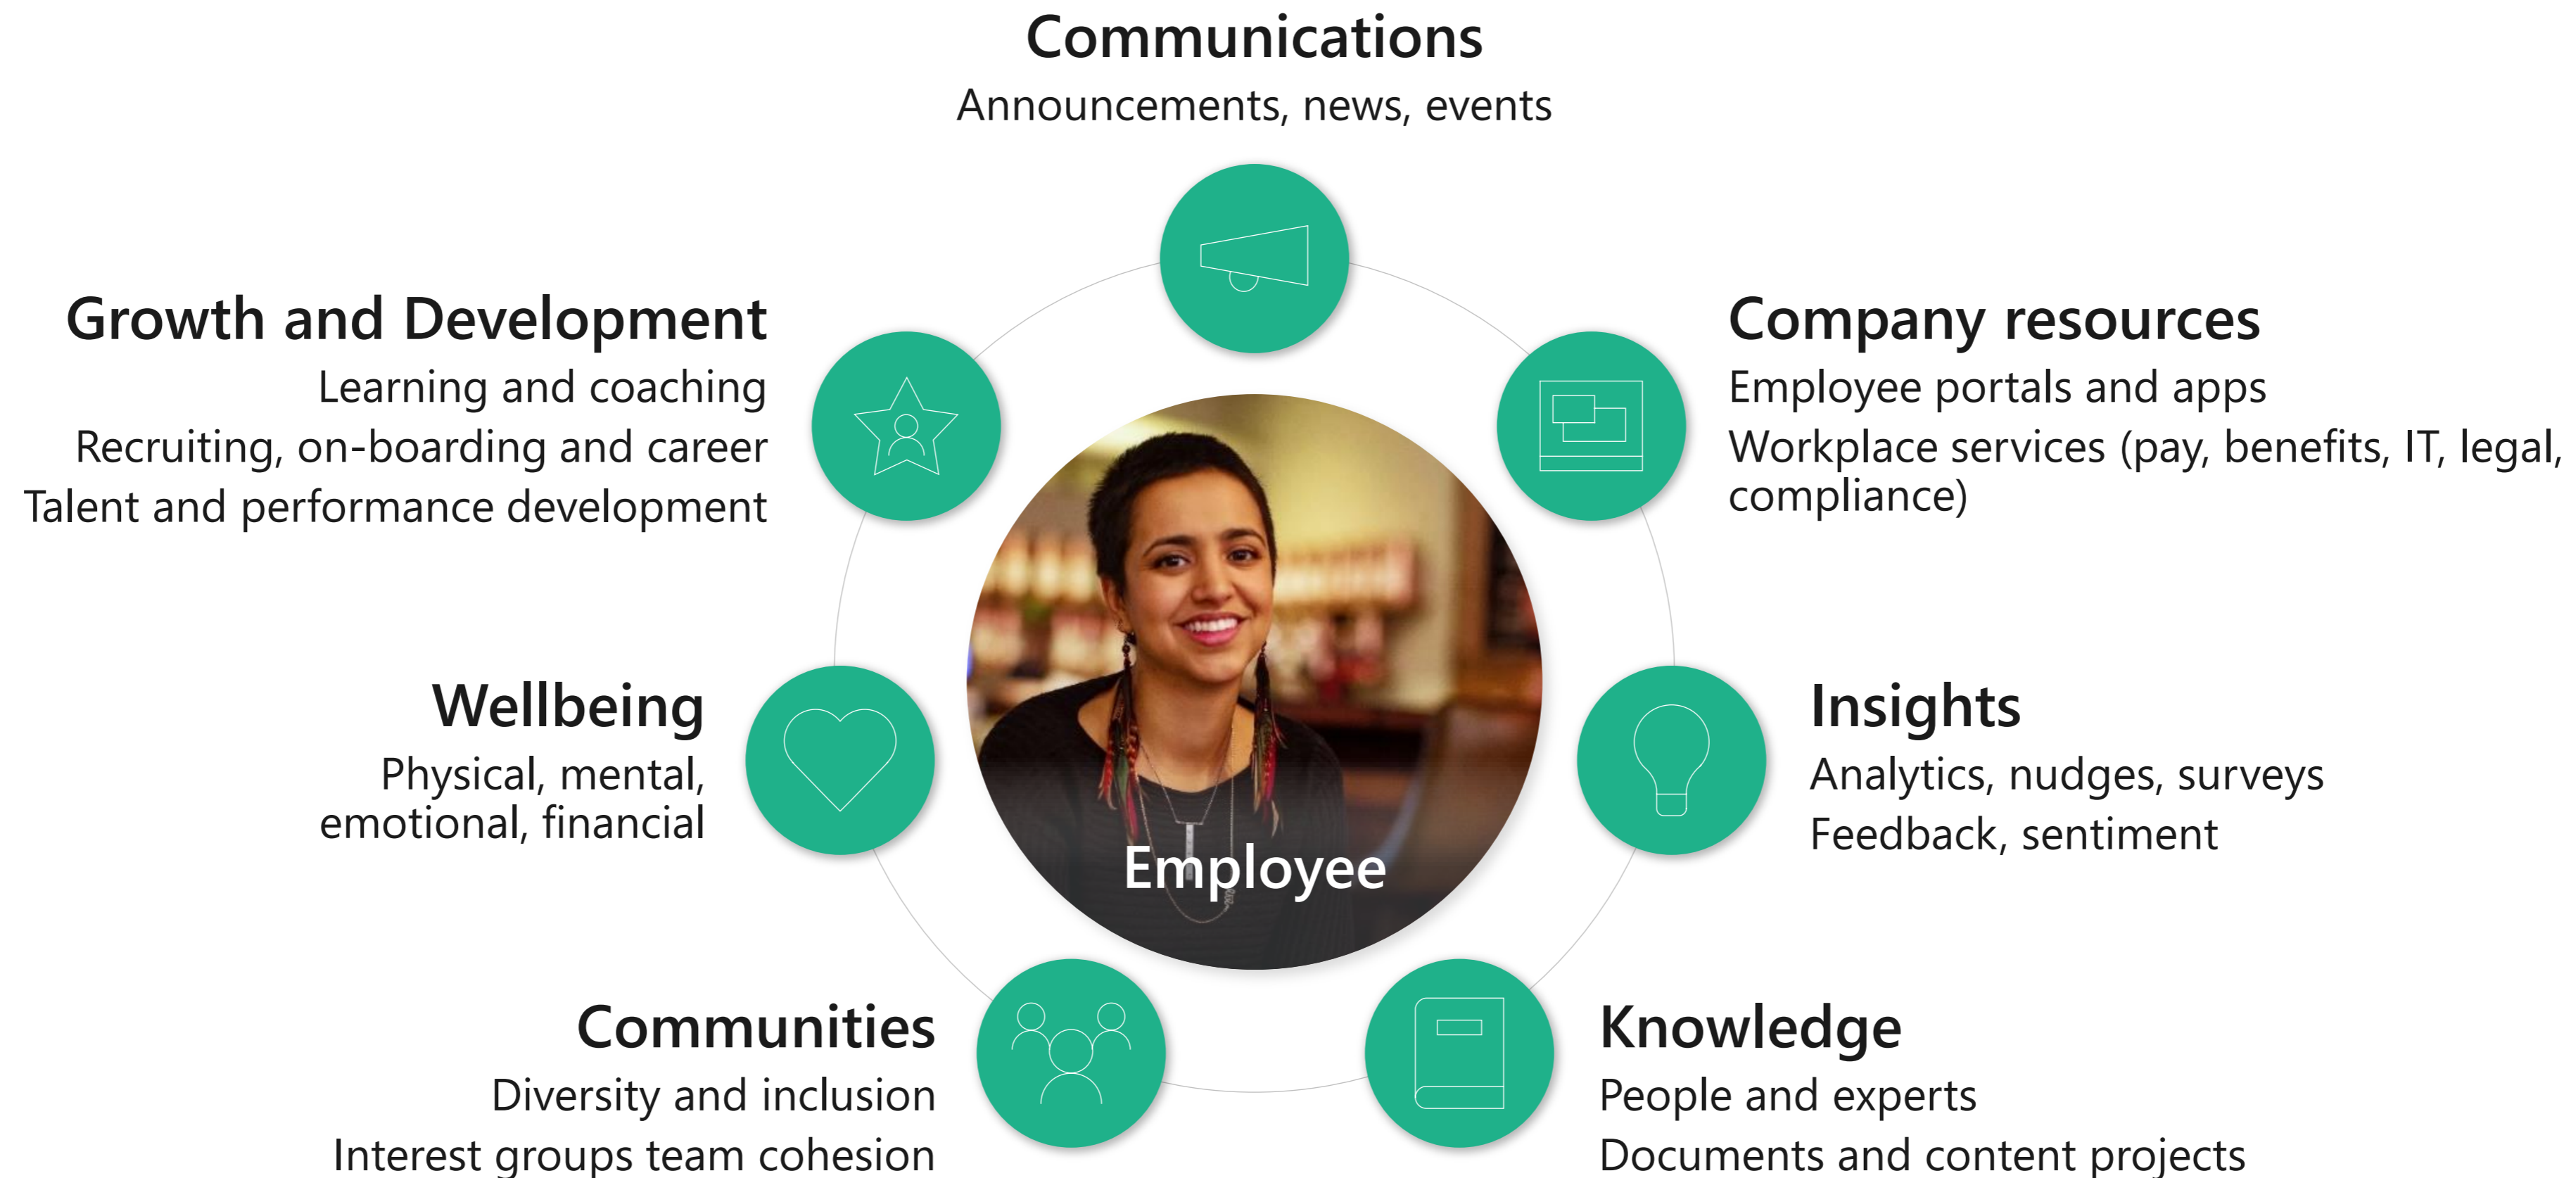 Communications
Announcements, news, events
Growth and Development
Learning and coaching
Recruiting, on-boarding and career
Talent and performance development
Company resources
Employee portals and apps
Workplace services (pay, benefits, IT, legal,
compliance)
Wellbeing
Physical, mental,
emotional, financial
Insights
Analytics, nudges, surveys
Feedback, sentiment
Employee
Communities
Diversity and inclusion
Interest groups team cohesion
Knowledge
People and experts
Documents and content projects